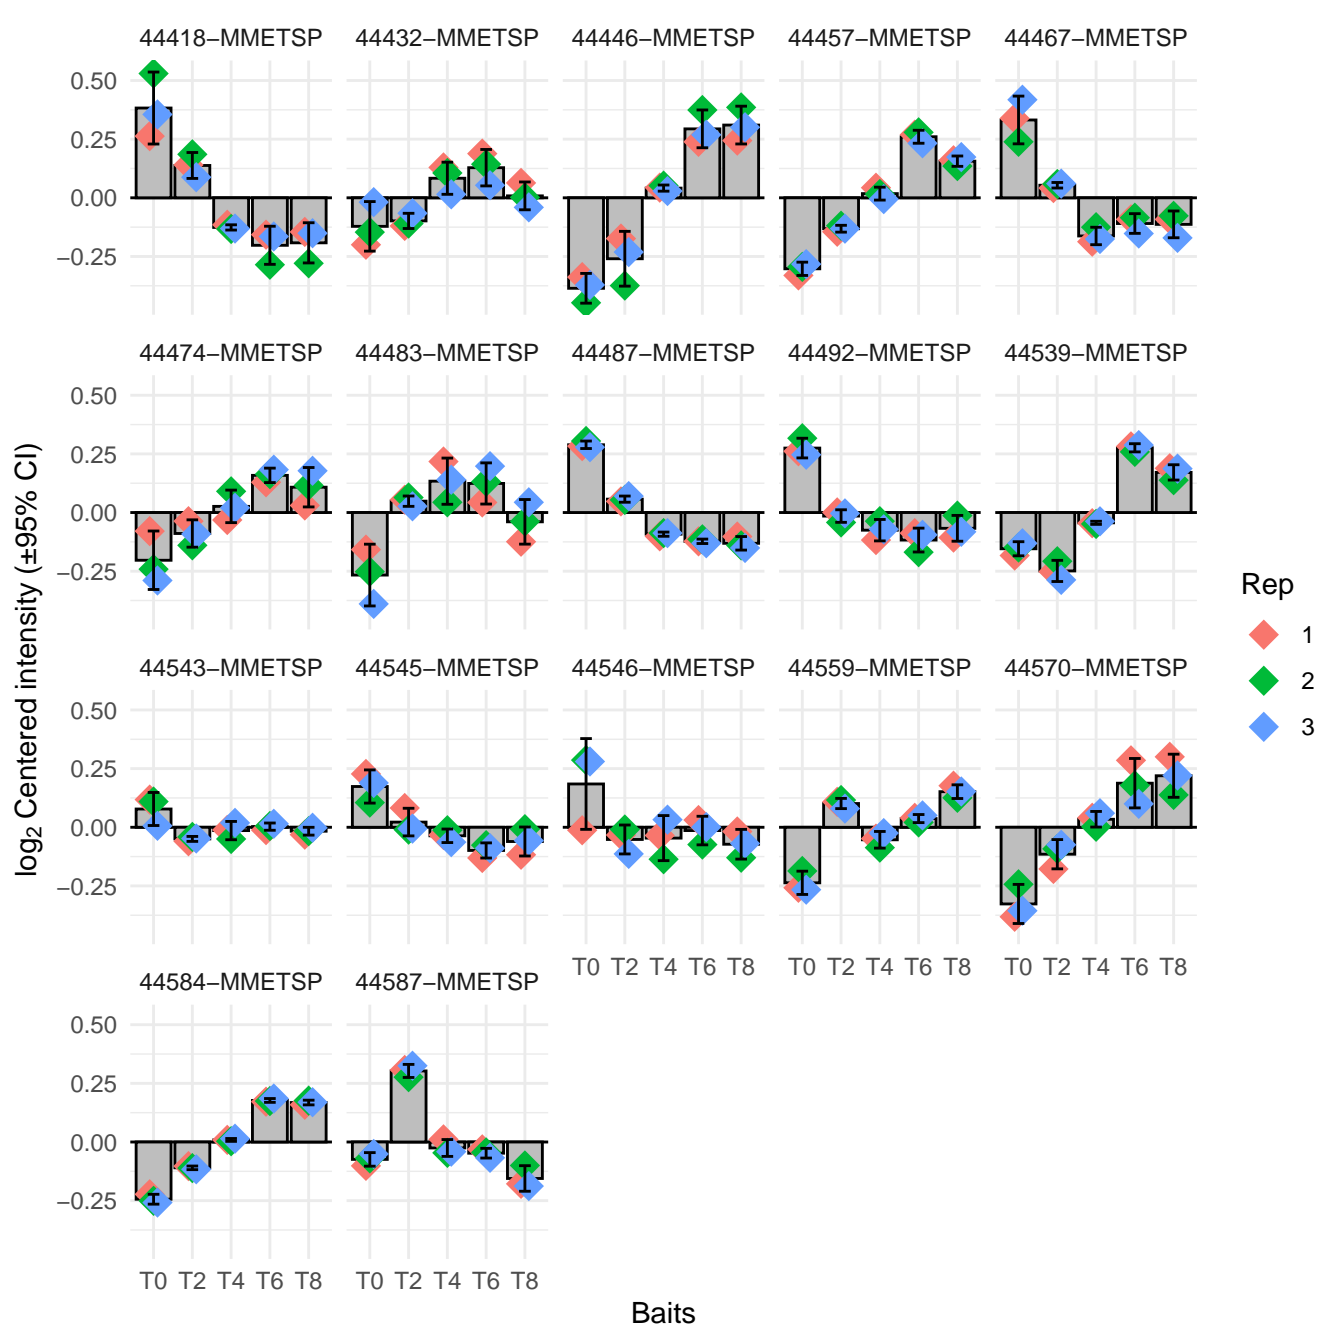 44418−MMETSP 44432−MMETSP 44446−MMETSP 44457−MMETSP 44467−MMETSP
0.50
0.25
0.00
−0.25
44474−MMETSP 44483−MMETSP 44487−MMETSP 44492−MMETSP 44539−MMETSP
0.50
0.25
0.00
−0.25
44543−MMETSP 44545−MMETSP 44546−MMETSP 44559−MMETSP 44570−MMETSP
0.50
0.25
0.00
−0.25
T0 T2 T4 T6 T8 T0 T2 T4 T6 T8 T0 T2 T4 T6 T8
44584−MMETSP 44587−MMETSP
0.50
0.25
0.00
−0.25
T0 T2 T4 T6 T8 T0 T2 T4 T6 T8
Baits
log2 Centered intensity (±95% CI)
Rep
1
2
3